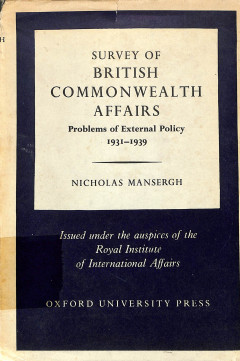 SURVEY OF
BRITISH
COMMONWEALTH
AFFAIRS
Problems of External Policy
1931–1939
NICHOLAS MANSERGH
Issued under the auspices of the
Royal Institute
of International Affairs
OXFORD UNIVERSITY PRESS